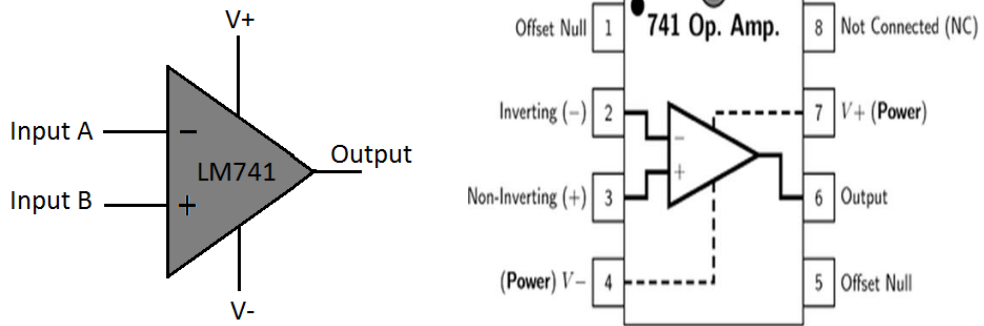 V+
Input A
−
LM741
Output
Input B
+
V-
741 Op. Amp.
Offset Null 1
8 Not Connected (NC)
Inverting (−) 2
7 V+ (Power)
−
+
Non-Inverting (+) 3
6 Output
(Power) V− 4
5 Offset Null